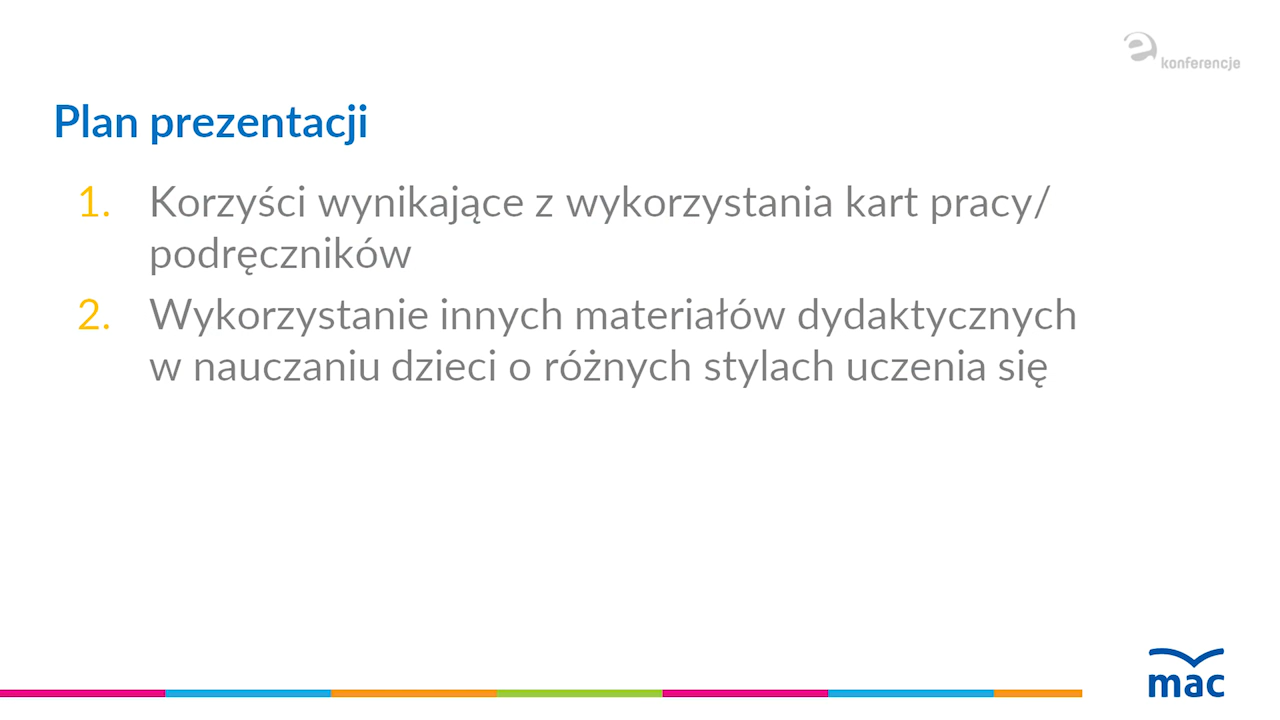 e konferencje
Plan prezentacji
1. Korzyści wynikające z wykorzystania kart pracy/
podręczników
2. Wykorzystanie innych materiałów dydaktycznych
w nauczaniu dzieci o różnych stylach uczenia się
mac